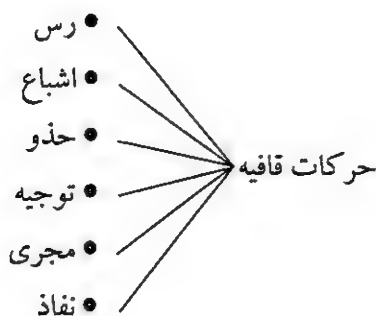 حرکات قافیه
• رس
• اشباع
• حذو
• توجیه
• مجری
• نفاذ